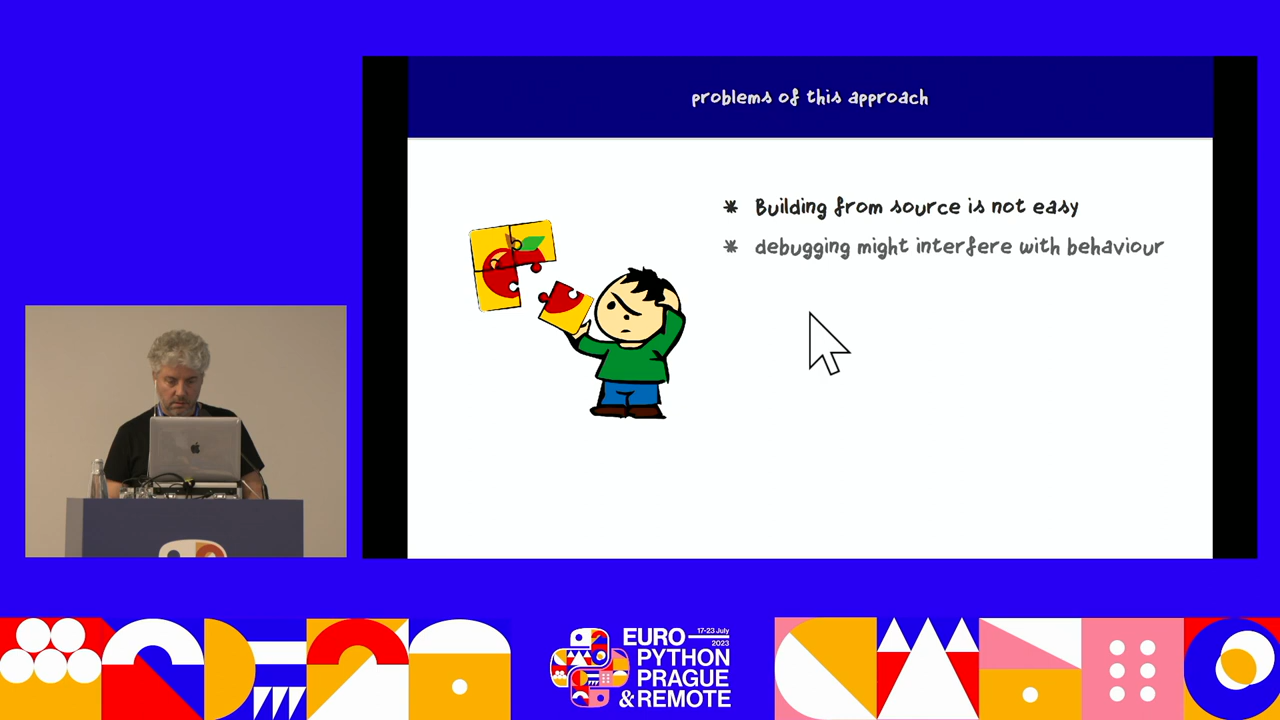 problems of this approach
* Building from source is not easy
* debugging might interfere with behaviour
17-23 July
2023
EURO
PYTHON
PRAGUE
& REMOTE